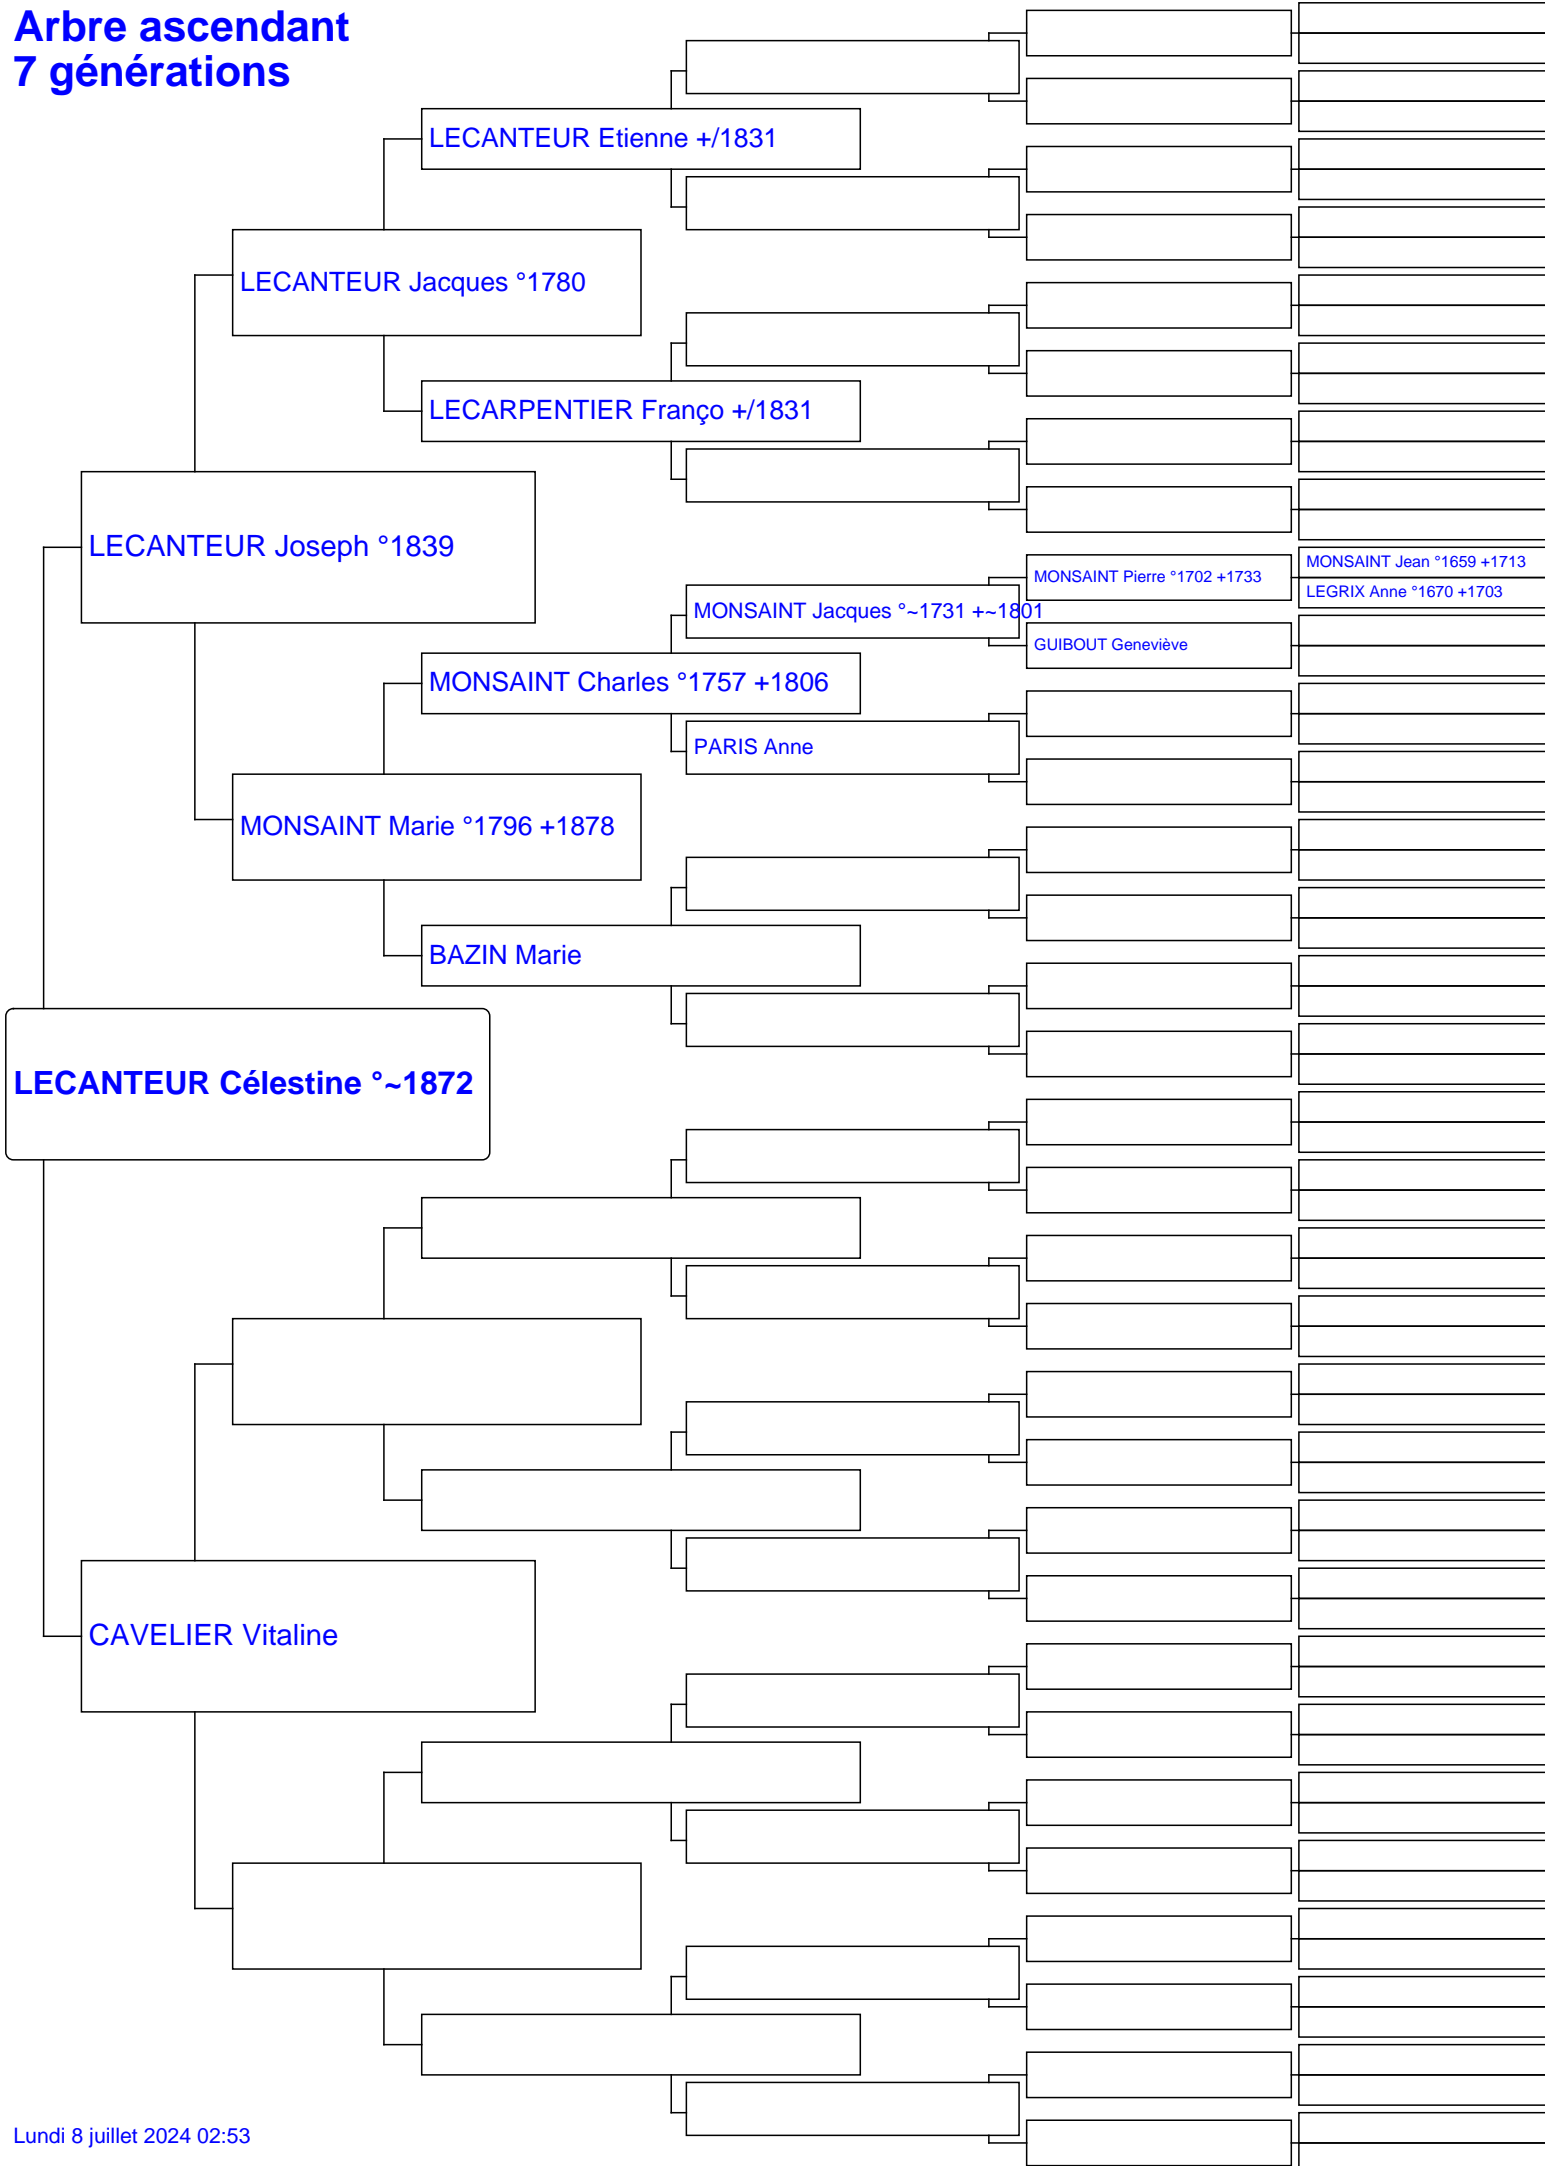 Arbre ascendant
7 générations
LECANTEUR Etienne +/1831
LECANTEUR Jacques °1780
LECARPENTIER Franço +/1831
LECANTEUR Joseph °1839
MONSAINT Jean °1659 +1713
MONSAINT Pierre °1702 +1733
LEGRIX Anne °1670 +1703
MONSAINT Jacques °~1731 +~1801
GUIBOUT Geneviève
MONSAINT Charles °1757 +1806
PARIS Anne
MONSAINT Marie °1796 +1878
BAZIN Marie
LECANTEUR Célestine °~1872
CAVELIER Vitaline
Lundi 8 juillet 2024 02:53